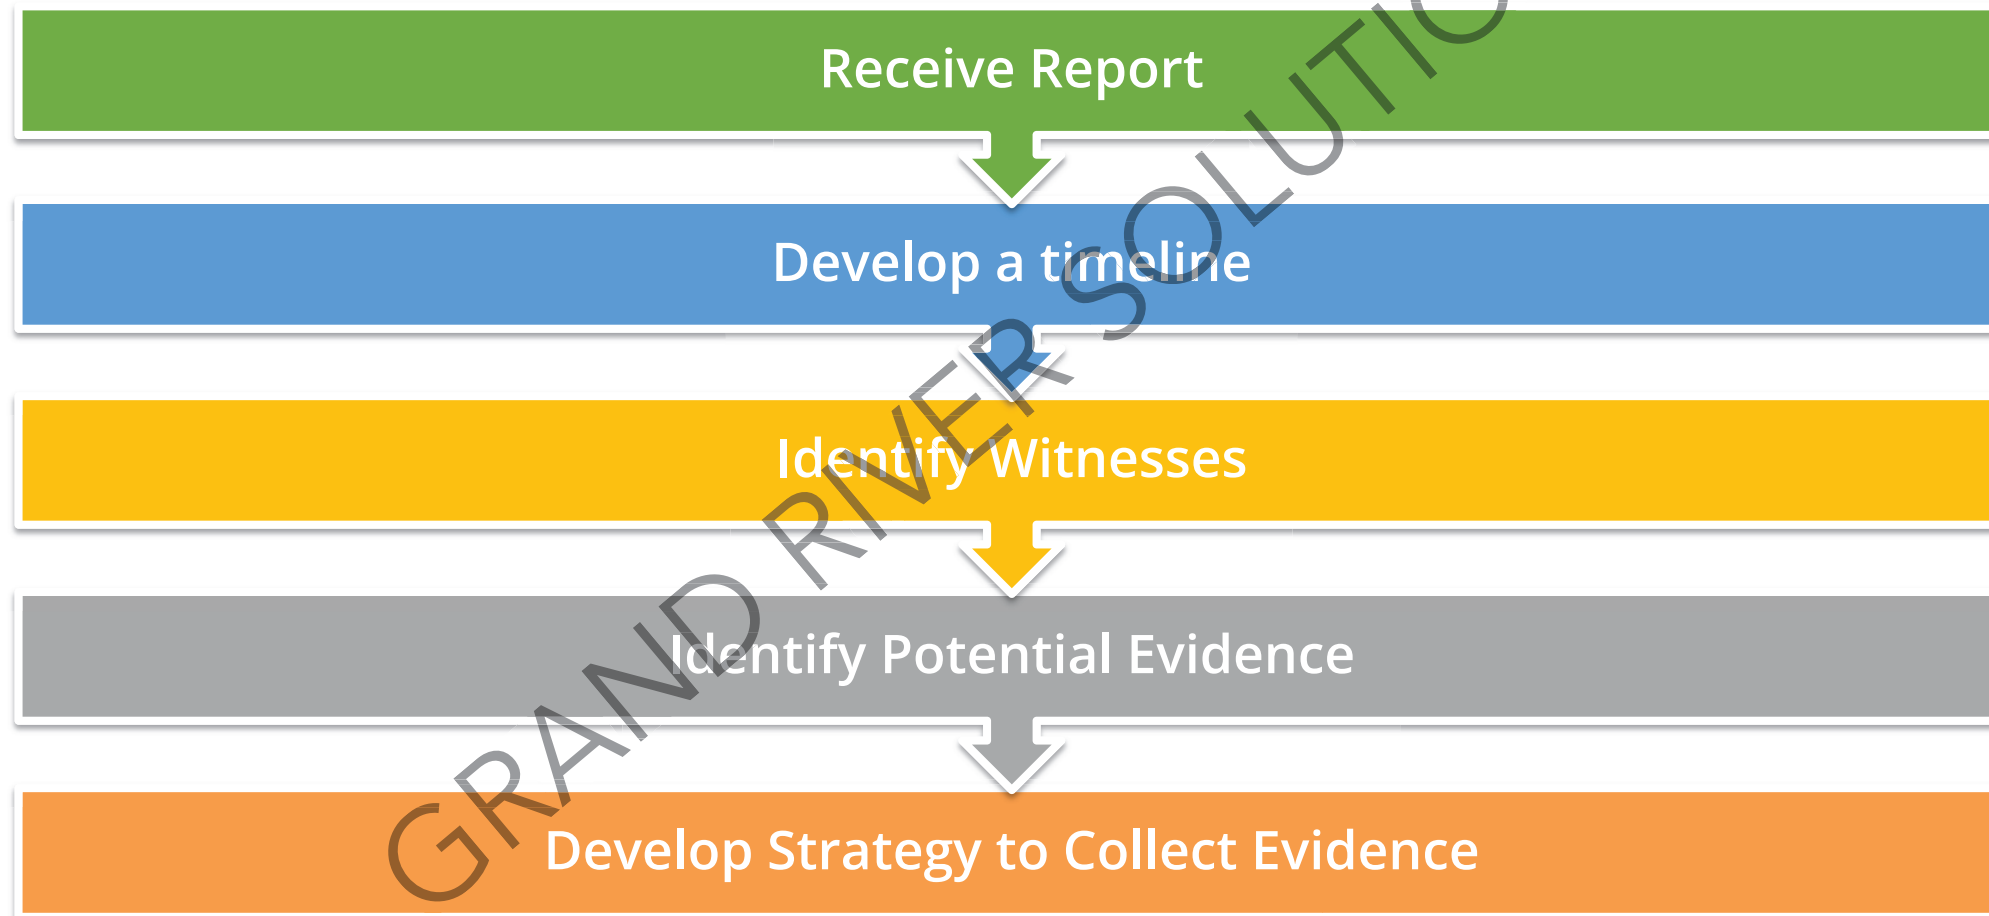 Receive Report
Develop a timeline
Identify Witnesses
Identify Potential Evidence
Develop Strategy to Collect Evidence
GRAND RIVER SOLUTIO